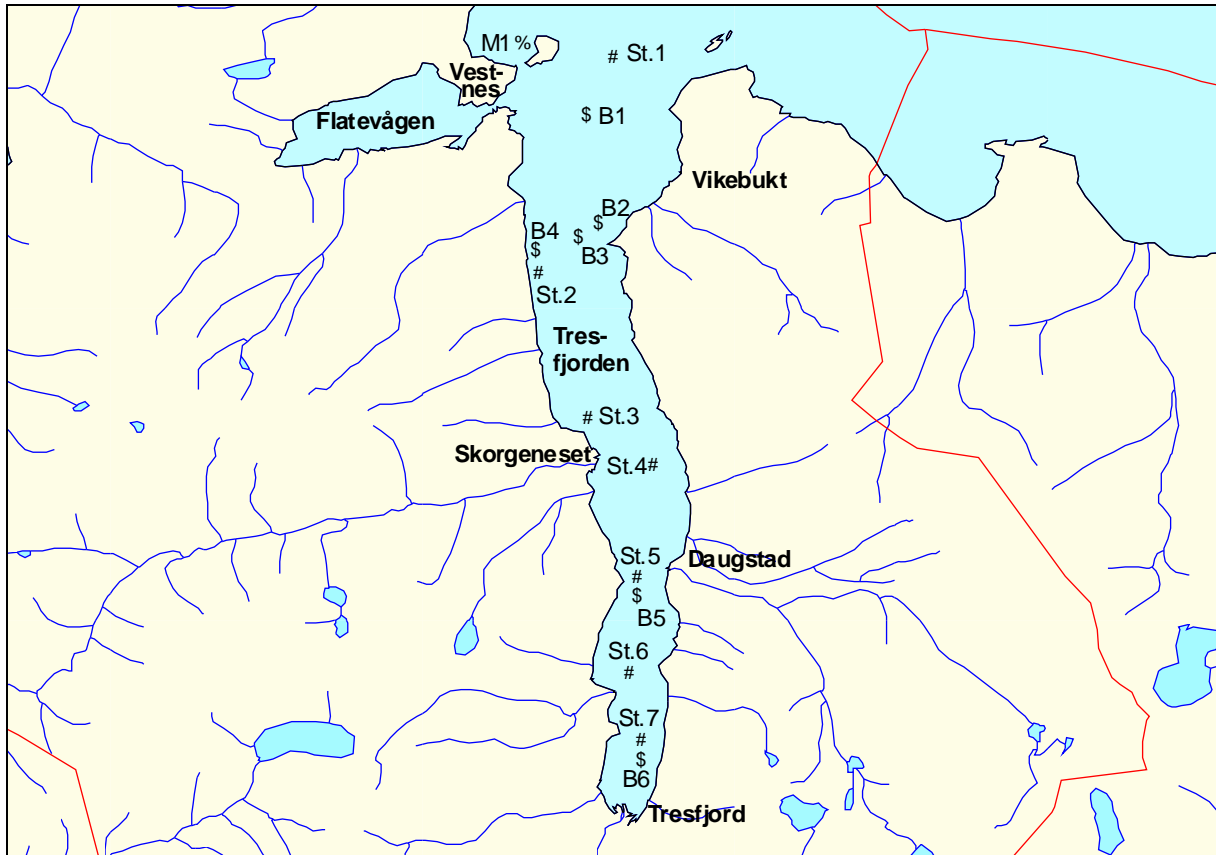 M1 %
# St.1
Vest-
nes
Flatevågen
$ B1
Vikebukt
B2
$
B4
$
$
B3
#
St.2
Tres-
fjorden
# St.3
Skorgeneset
St.4#
St.5
Daugstad
#
$
B5
St.6
#
St.7
#
$
B6
Tresfjord